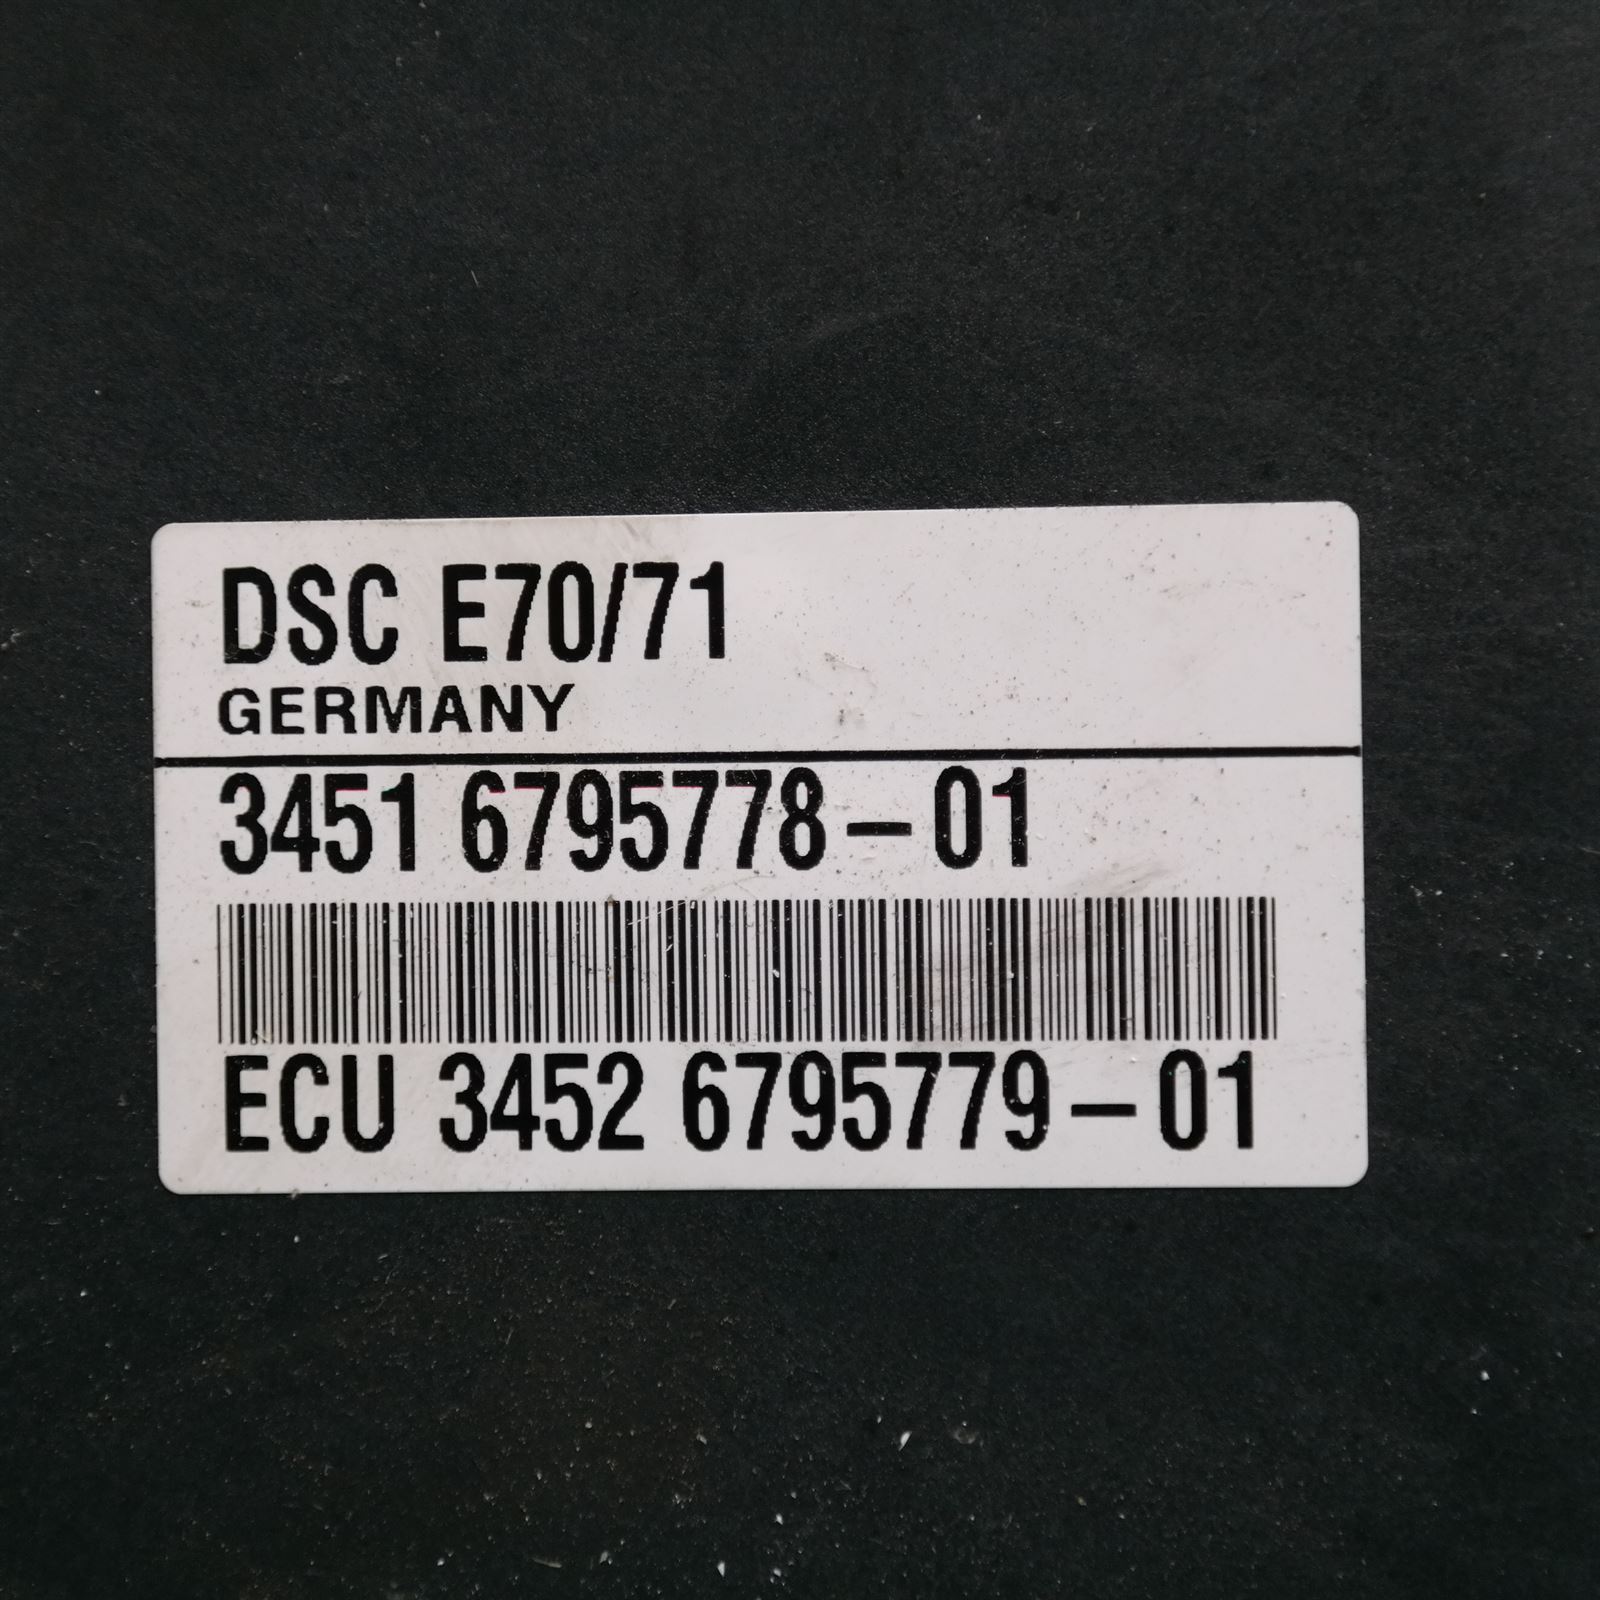 DSC E70/71
GERMANY
3451 6795778-01
ECU 3452 6795779-01